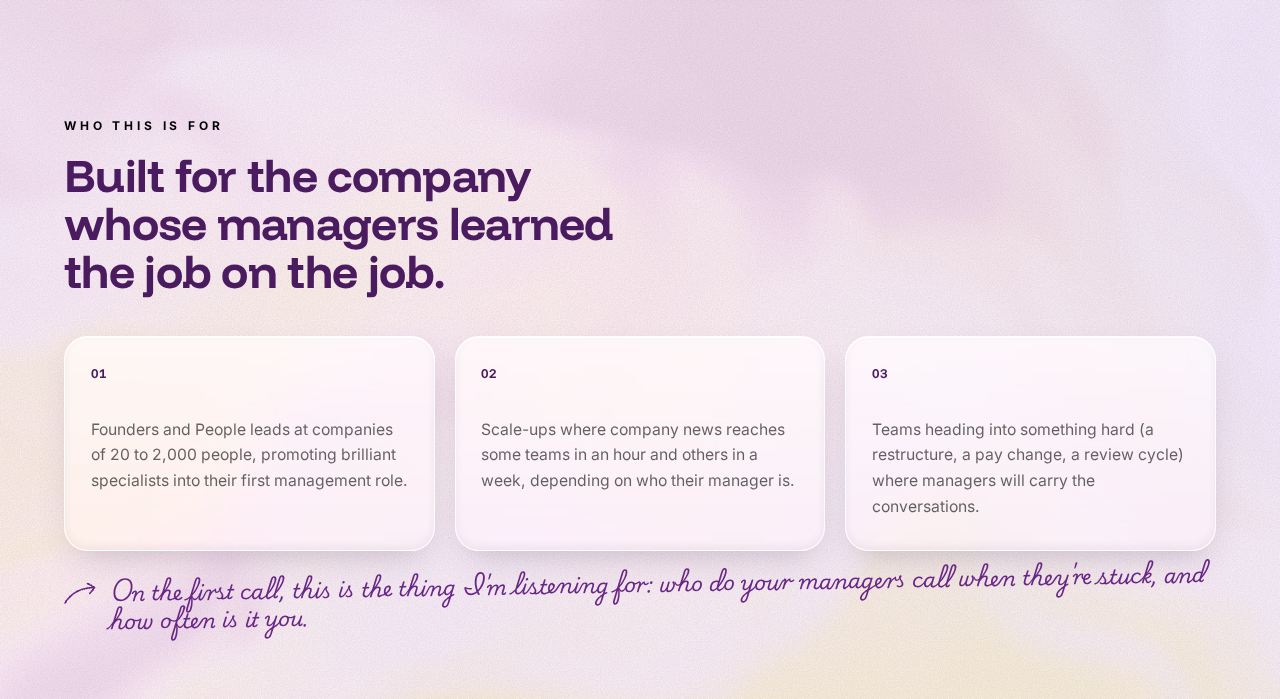 WHO THIS IS FOR
Built for the company
whose managers learned
the job on the job.
01
Founders and People leads at companies
of 20 to 2,000 people, promoting brilliant
specialists into their first management role.
02
Scale-ups where company news reaches
some teams in an hour and others in a
week, depending on who their manager is.
03
Teams heading into something hard (a
restructure, a pay change, a review cycle)
where managers will carry the
conversations.
On the first call, this is the thing I'm listening for: who do your managers call when they're stuck, and
how often is it you.